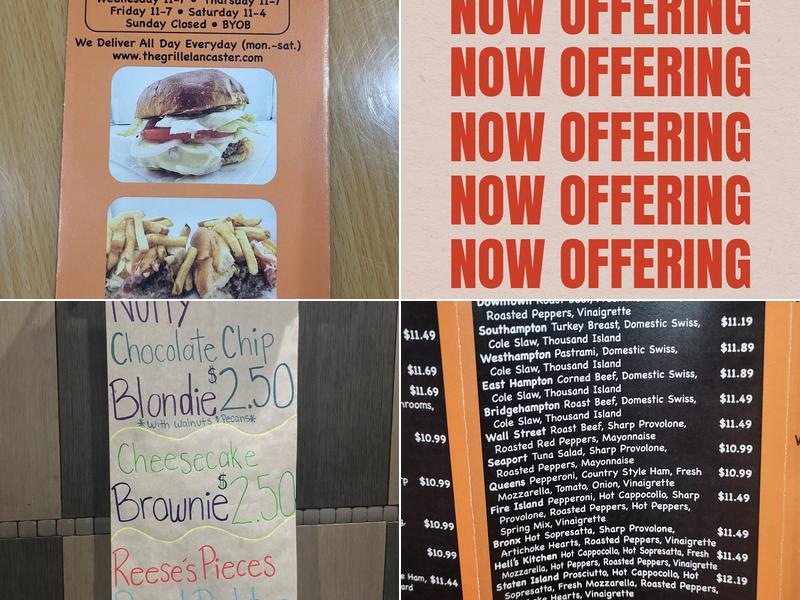 Wednesday 11-7 • Thursday 11-7
Friday 11-7 • Saturday 11-4
Sunday Closed • BYOB
We Deliver All Day Everyday (mon.-sat.)
www.thegrillelancaster.com
NOW OFFERING
NOW OFFERING
NOW OFFERING
NOW OFFERING
NOW OFFERING
Nutty
Chocolate Chip
Blondie $2.50
*With Walnuts & Pecans*
Cheesecake
Brownie $2.50
Reese's Pieces
$11.49
$11.69
$11.69
$10.99
$10.99
$10.99
$10.99
$11.44
Downtown Roast Beef,
Roasted Peppers, Vinaigrette $11.19
Southampton Turkey Breast, Domestic Swiss,
Cole Slaw, Thousand Island $11.89
Westhampton Pastrami, Domestic Swiss,
Cole Slaw, Thousand Island $11.89
East Hampton Corned Beef, Domestic Swiss,
Cole Slaw, Thousand Island $11.49
Bridgehampton Roast Beef, Domestic Swiss,
Cole Slaw, Thousand Island $11.49
Wall Street Roast Beef, Sharp Provolone,
Roasted Red Peppers, Mayonnaise $10.99
Seaport Tuna Salad, Sharp Provolone,
Roasted Peppers, Mayonnaise $10.99
Queens Pepperoni, Country Style Ham, Fresh
Mozzarella, Tomato, Onion, Vinaigrette $11.49
Fire Island Pepperoni, Hot Cappocollo, Sharp
Provolone, Roasted Peppers, Hot Peppers,
Spring Mix, Vinaigrette $11.49
Bronx Hot Sopresatta, Sharp Provolone,
Artichoke Hearts, Roasted Peppers, Vinaigrette
Hell's Kitchen Hot Cappocollo, Hot Sopresatta, Fresh $11.49
Mozzarella, Hot Peppers, Roasted Peppers, Vinaigrette
Staten Island Prosciutto, Hot Cappocollo, Hot $12.19
Sopresatta, Fresh Mozzarella, Roasted Peppers,
Hearts, Vinaigrette